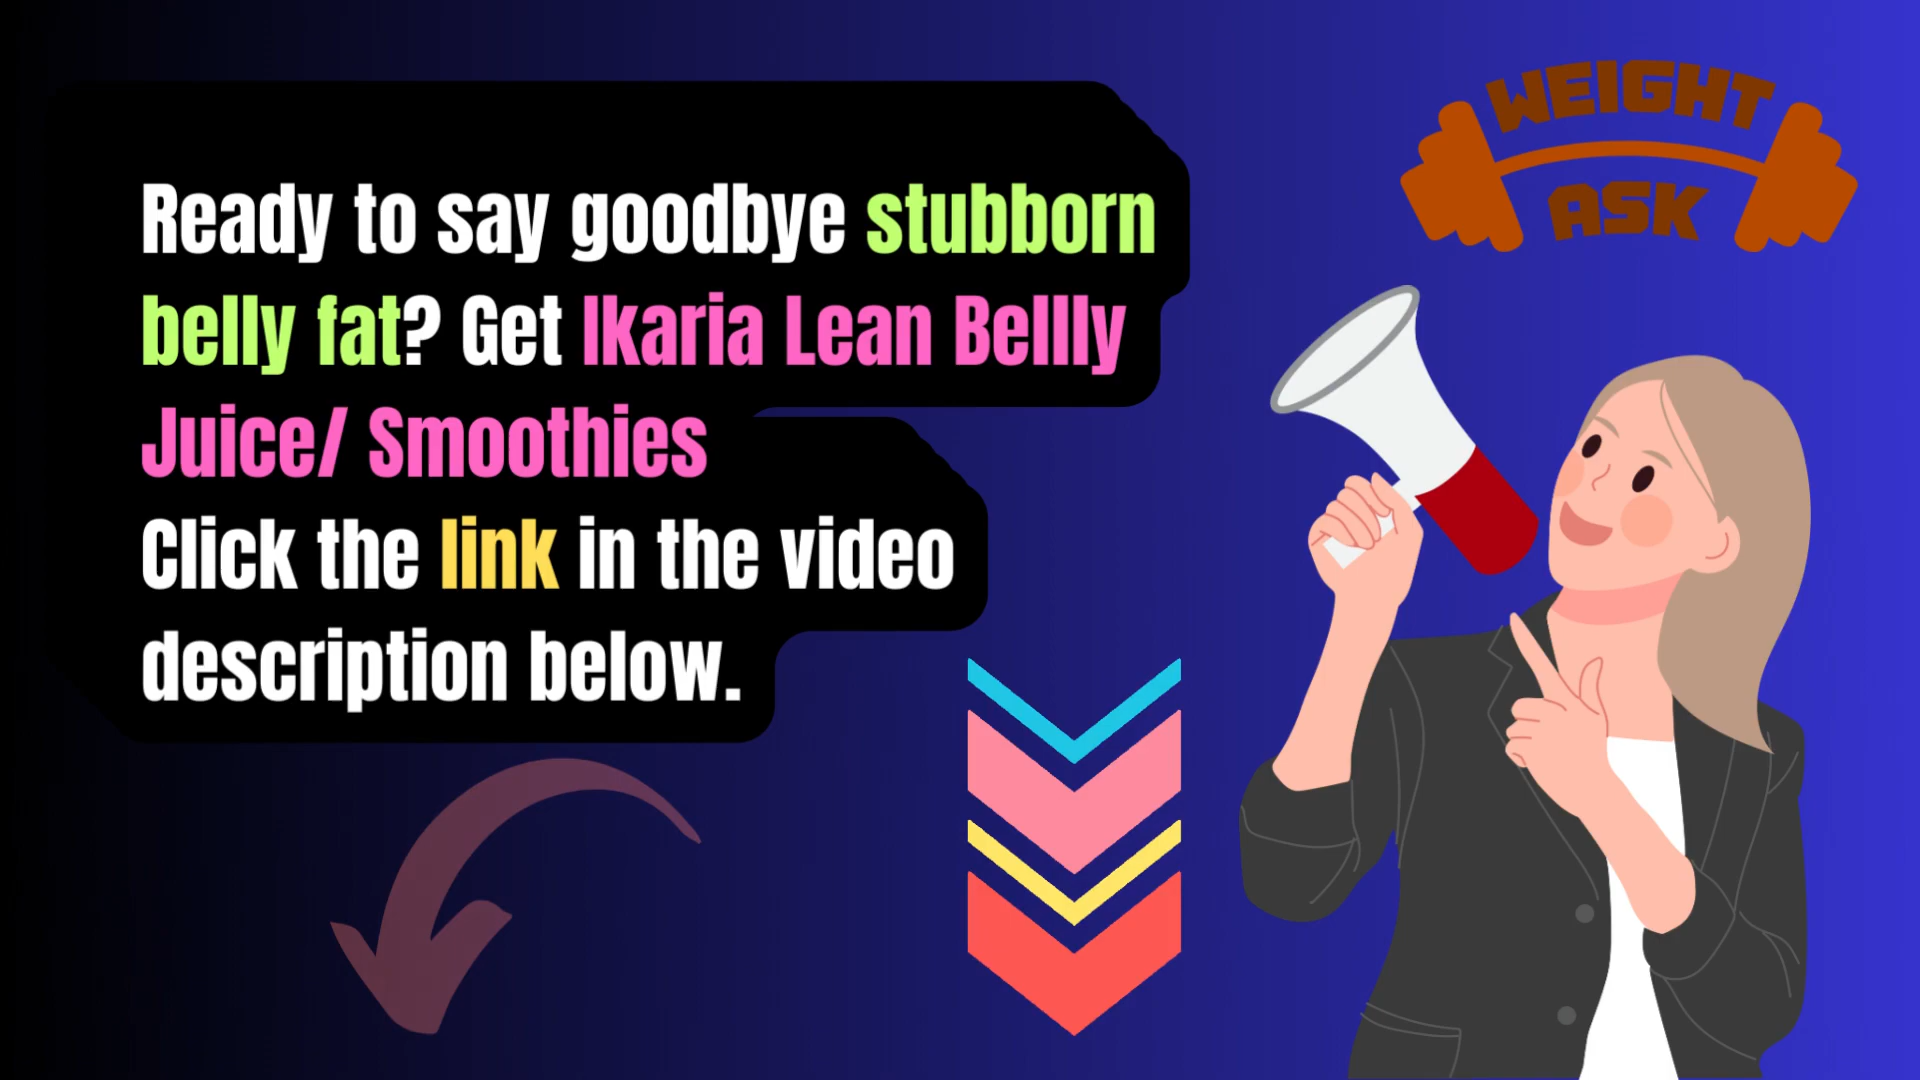 Ready to say goodbye stubborn
belly fat? Get Ikaria Lean Bellly
Juice/ Smoothies
Click the link in the video
description below.
WEIGHT
ASK